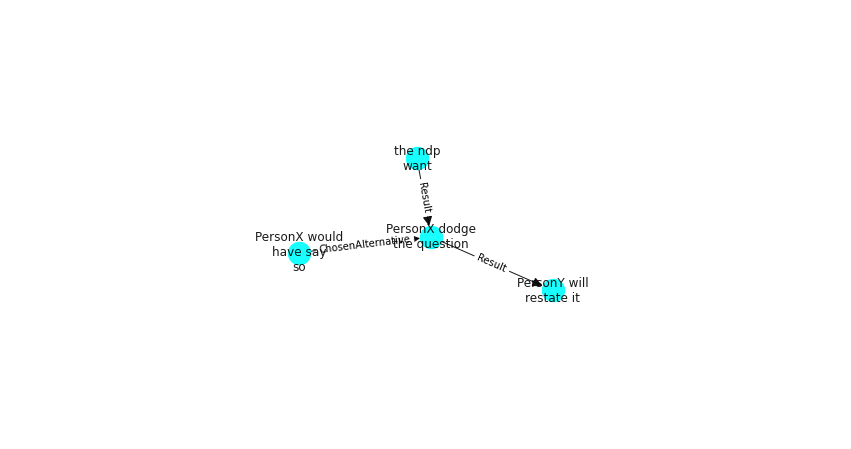 the ndp
want
Result
PersonX dodge
the question
PersonX would
have say
so
ChosenAlternative
Result
PersonY will
restate it